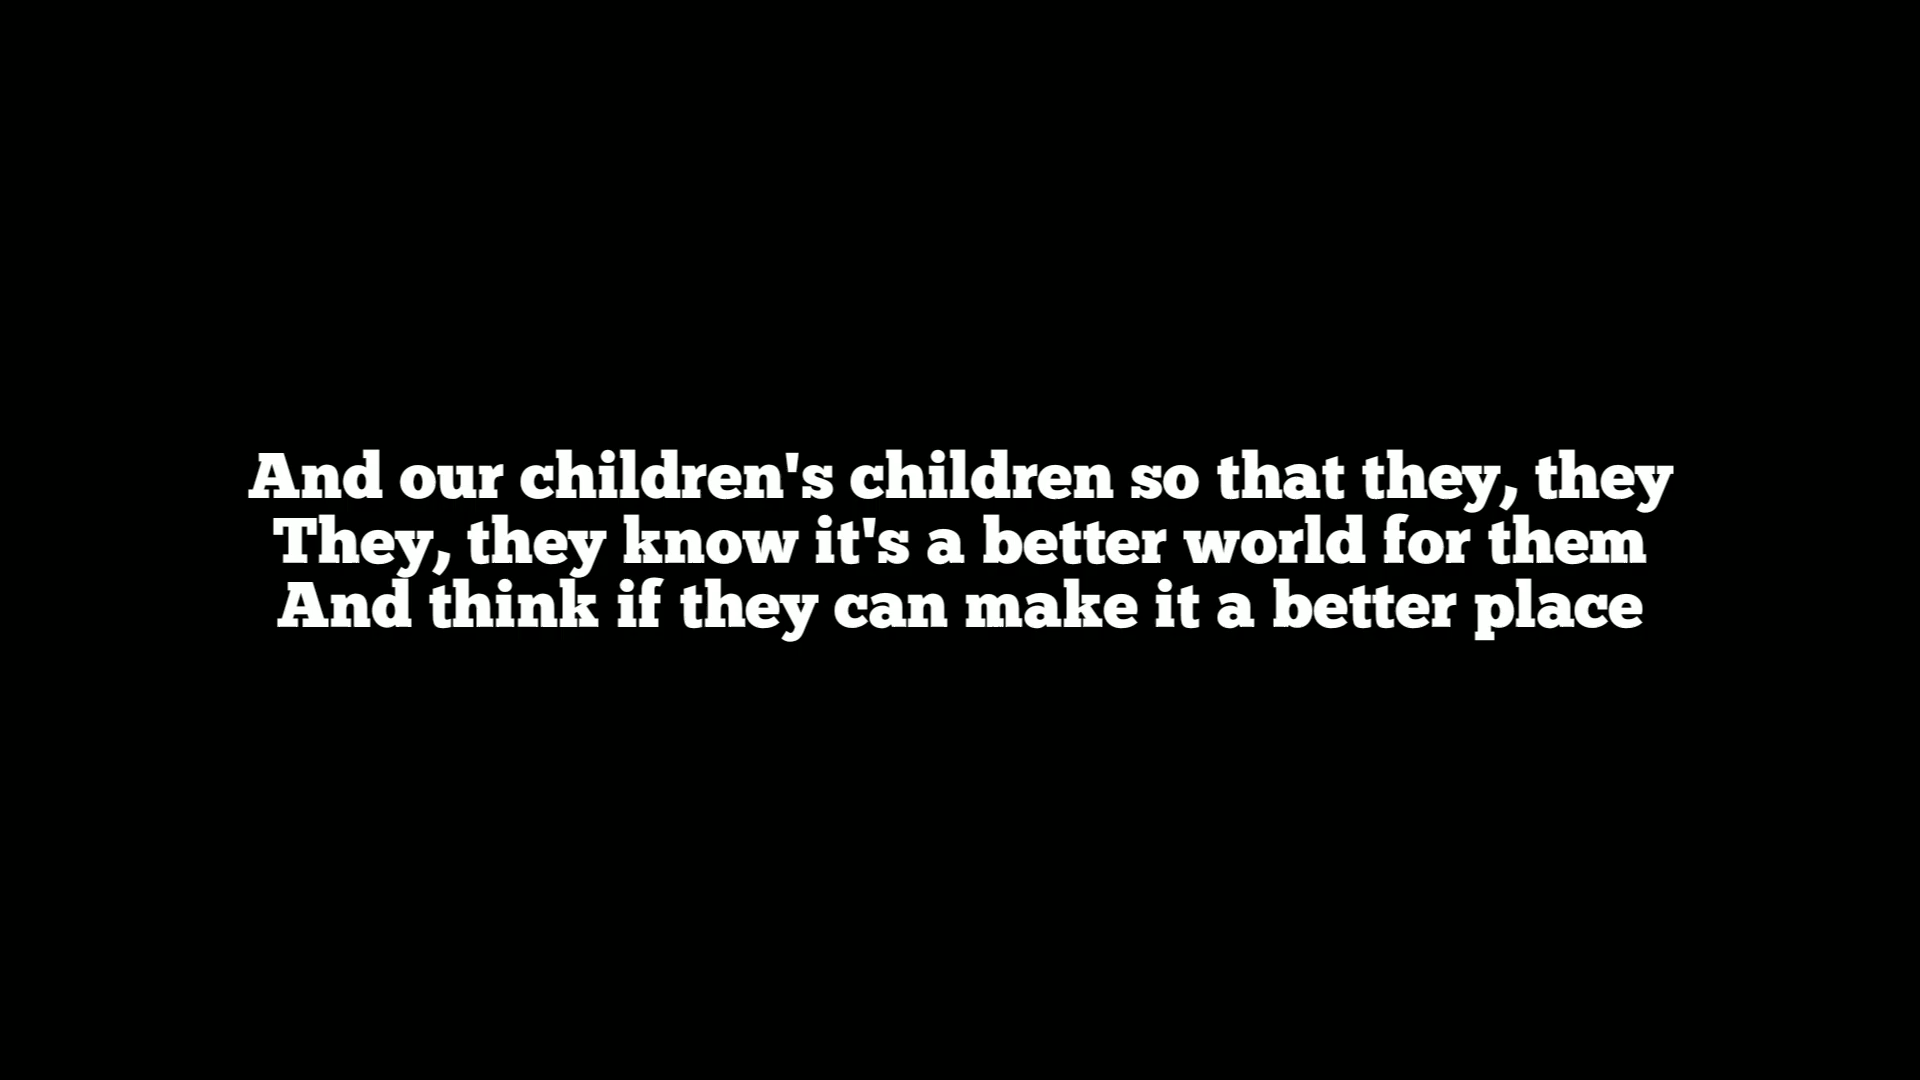 And our children's children so that they, they
They, they know it's a better world for them
And think if they can make it a better place